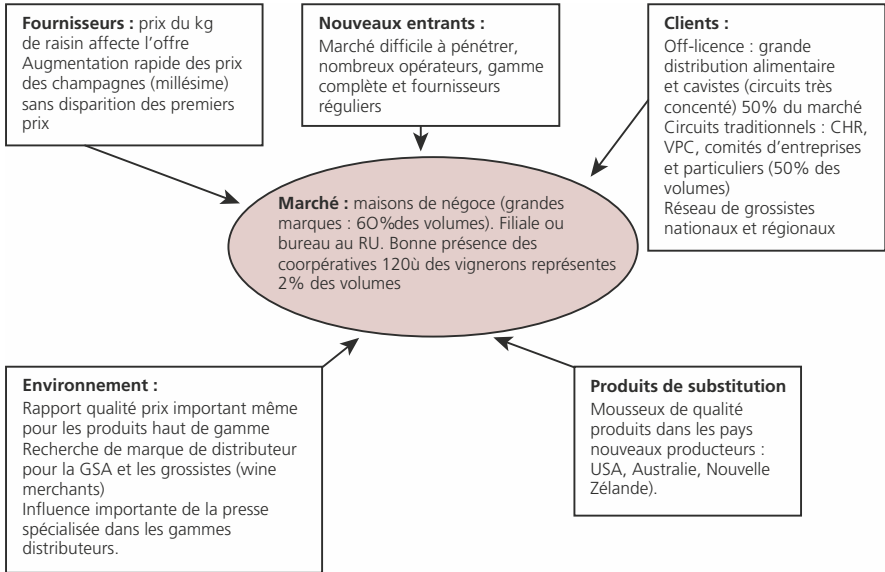 Fournisseurs : prix du kg
de raisin affecte l’offre
Augmentation rapide des prix
des champagnes (millésime)
sans disparition des premiers
prix
Nouveaux entrants :
Marché difficile à pénétrer,
nombreux opérateurs, gamme
complète et fournisseurs
réguliers
Clients :
Off-licence : grande
distribution alimentaire
et cavistes (circuits très
concenté) 50% du marché
Circuits traditionnels : CHR,
VPC, comités d’entreprises
et particuliers (50% des
volumes)
Réseau de grossistes
nationaux et régionaux
Marché : maisons de négoce (grandes
marques : 6O%des volumes). Filiale ou
bureau au RU. Bonne présence des
coorpératives 120ù des vignerons représentes
2% des volumes
Environnement :
Rapport qualité prix important même
pour les produits haut de gamme
Recherche de marque de distributeur
pour la GSA et les grossistes (wine
merchants)
Influence importante de la presse
spécialisée dans les gammes
distributeurs.
Produits de substitution
Mousseux de qualité
produits dans les pays
nouveaux producteurs :
USA, Australie, Nouvelle
Zélande).